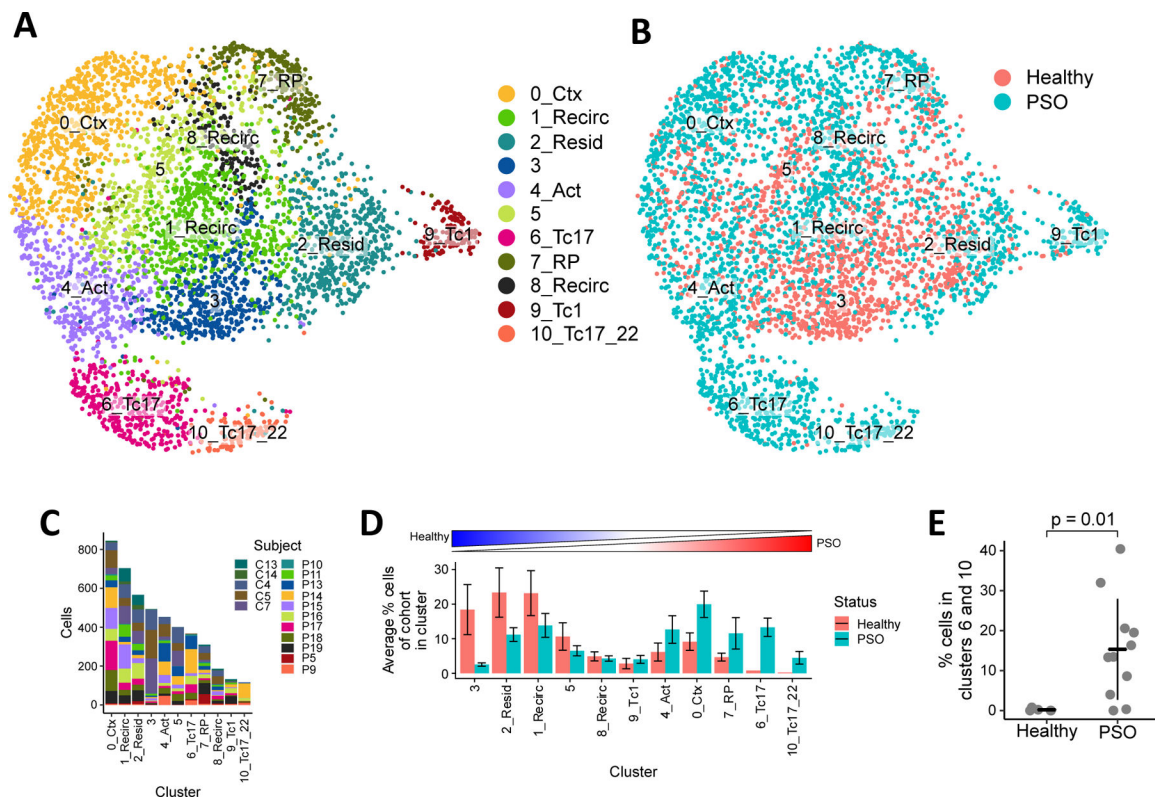 A
7_RP
0_Ctx
8_Recirc
5
1_Recirc
2_Resid
9_Tc1
4_Act
3
6_Tc17
10_Tc17_22
0_Ctx
1_Recirc
2_Resid
3
4_Act
5
6_Tc17
7_RP
8_Recirc
9_Tc1
10_Tc17_22
B
7_RP
0_Ctx
8_Recirc
5
1_Recirc
2_Resid
9_Tc1
4_Act
3
6_Tc17
10_Tc17_22
Healthy
PSO
C
Cells
800
600
400
200
0
0_Ctx
1_Recirc
2_Resid
3
4_Act
5
6_Tc17
7_RP
8_Recirc
9_Tc1
10_Tc17_22
Cluster
Subject
C13
C14
C4
C5
C7
P10
P11
P13
P14
P15
P16
P17
P18
P19
P5
P9
D
Healthy
PSO
Average % cells
of cohort
in cluster
30
20
10
0
3
2_Resid
1_Recirc
5
8_Recirc
9_Tc1
4_Act
0_Ctx
7_RP
6_Tc17
10_Tc17_22
Cluster
Status
Healthy
PSO
E
p = 0.01
% cells in
clusters 6 and 10
40
30
20
10
0
Healthy
PSO